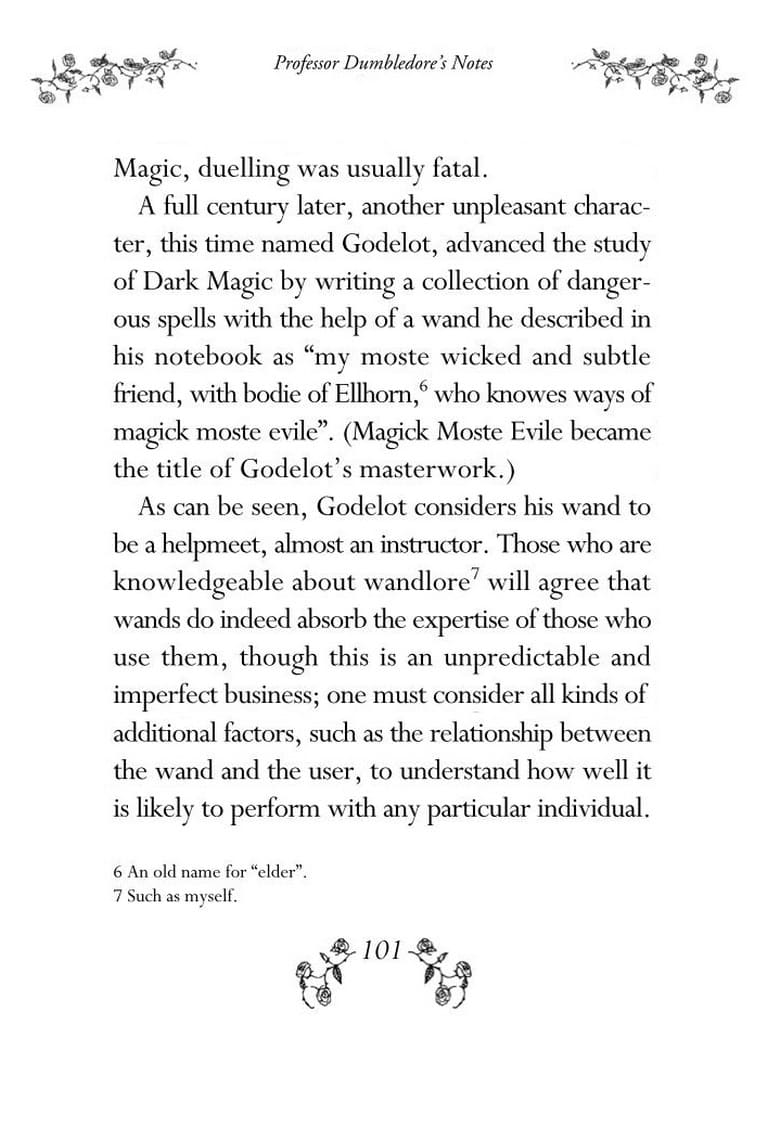 Professor Dumbledore's Notes
Magic, duelling was usually fatal.
A full century later, another unpleasant charac-
ter, this time named Godelot, advanced the study
of Dark Magic by writing a collection of danger-
ous spells with the help of a wand he described in
his notebook as “my moste wicked and subtle
friend, with bodie of Ellhorn,⁶ who knowes ways of
magick moste evile”. (Magick Moste Evile became
the title of Godelot’s masterwork.)
As can be seen, Godelot considers his wand to
be a helpmeet, almost an instructor. Those who are
knowledgeable about wandlore⁷ will agree that
wands do indeed absorb the expertise of those who
use them, though this is an unpredictable and
imperfect business; one must consider all kinds of
additional factors, such as the relationship between
the wand and the user, to understand how well it
is likely to perform with any particular individual.
6 An old name for “elder”.
7 Such as myself.
101